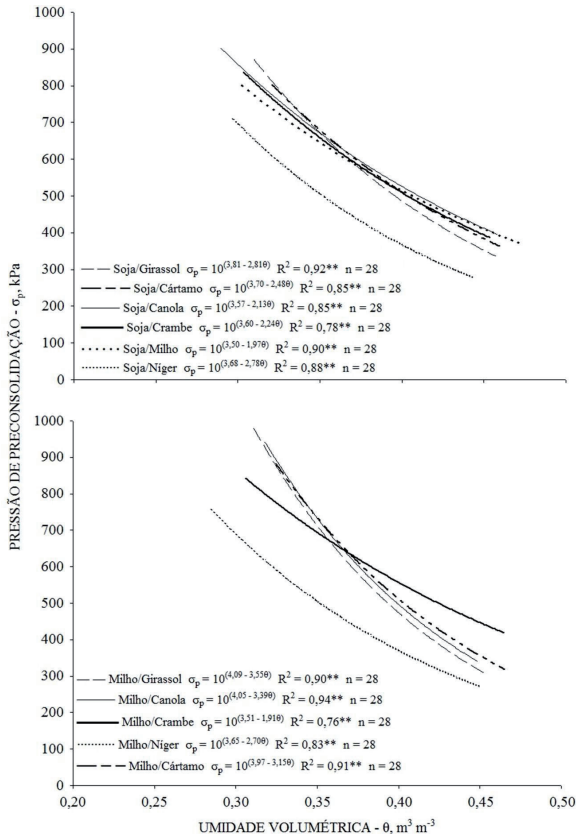 PRESSÃO DE PRECONSOLIDAÇÃO - σp, kPa
1000
900
800
700
600
500
400
300
200
100
0
Soja/Girassol σp = 10^(3,81 - 2,81θ) R² = 0,92** n = 28
Soja/Cártamo σp = 10^(3,70 - 2,48θ) R² = 0,85** n = 28
Soja/Canola σp = 10^(3,57 - 2,13θ) R² = 0,85** n = 28
Soja/Crambe σp = 10^(3,60 - 2,24θ) R² = 0,78** n = 28
Soja/Milho σp = 10^(3,50 - 1,97θ) R² = 0,90** n = 28
Soja/Níger σp = 10^(3,68 - 2,78θ) R² = 0,88** n = 28
1000
900
800
700
600
500
400
300
200
100
0
Milho/Girassol σp = 10^(4,09 - 3,55θ) R² = 0,90** n = 28
Milho/Canola σp = 10^(4,05 - 3,39θ) R² = 0,94** n = 28
Milho/Crambe σp = 10^(3,51 - 1,91θ) R² = 0,76** n = 28
Milho/Níger σp = 10^(3,65 - 2,70θ) R² = 0,83** n = 28
Milho/Cártamo σp = 10^(3,97 - 3,15θ) R² = 0,91** n = 28
0,20 0,30 0,35 0,40 0,45 0,50
UMIDADE VOLUMÉTRICA - θ, m³ m⁻³